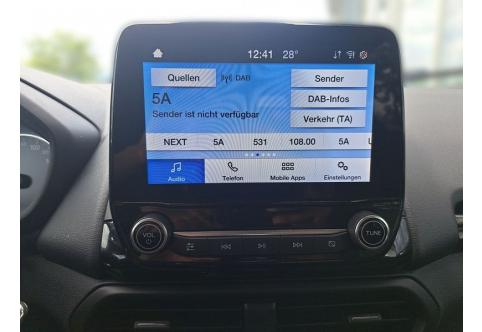 12:41 28°
Quellen DAB Sender
5A DAB-Infos
Sender ist nicht verfügbar
Verkehr (TA)
NEXT 5A 531 108.00 5A
Audio Telefon Mobile Apps Einstellungen
VOL TUNE